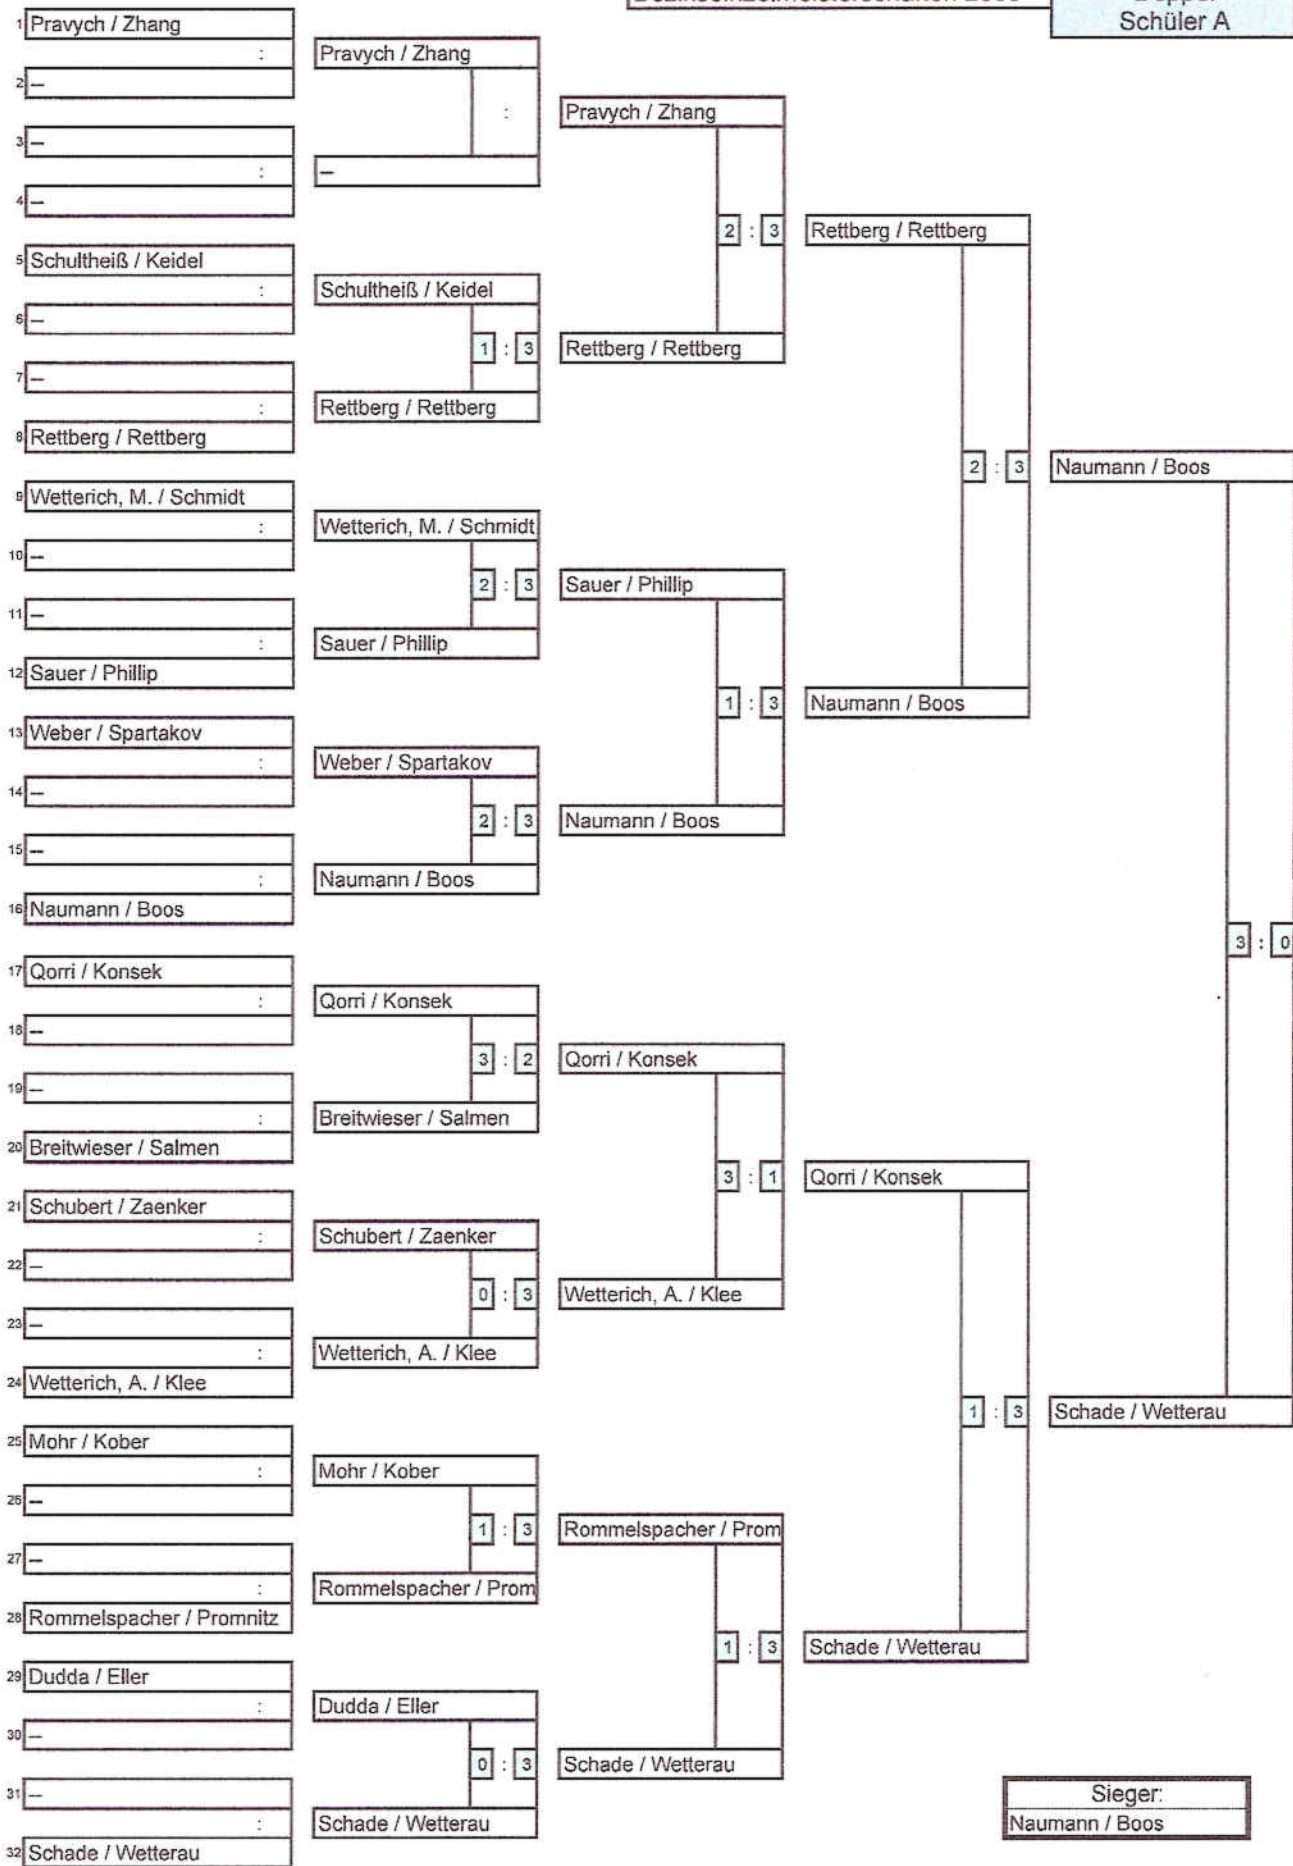 Schüler A
1 Pravych / Zhang
:
2 —
3 —
:
4 —
5 Schultheiß / Keidel
:
6 —
7 —
:
8 Rettberg / Rettberg
9 Wetterich, M. / Schmidt
:
10 —
11 —
:
12 Sauer / Phillip
13 Weber / Spartakov
:
14 —
15 —
:
16 Naumann / Boos
17 Qorri / Konsek
:
18 —
19 —
:
20 Breitwieser / Salmen
21 Schubert / Zaenker
:
22 —
23 —
:
24 Wetterich, A. / Klee
25 Mohr / Kober
:
26 —
27 —
:
28 Rommelspacher / Promnitz
29 Dudda / Eller
:
30 —
31 —
:
32 Schade / Wetterau
Pravych / Zhang
:
—
Schultheiß / Keidel
1 : 3
Rettberg / Rettberg
Wetterich, M. / Schmidt
2 : 3
Sauer / Phillip
Weber / Spartakov
2 : 3
Naumann / Boos
Qorri / Konsek
3 : 2
Breitwieser / Salmen
Schubert / Zaenker
0 : 3
Wetterich, A. / Klee
Mohr / Kober
1 : 3
Rommelspacher / Prom
Dudda / Eller
0 : 3
Schade / Wetterau
Pravych / Zhang
2 : 3
Rettberg / Rettberg
Sauer / Phillip
1 : 3
Naumann / Boos
Qorri / Konsek
3 : 1
Wetterich, A. / Klee
Rommelspacher / Prom
1 : 3
Schade / Wetterau
Rettberg / Rettberg
2 : 3
Naumann / Boos
Qorri / Konsek
1 : 3
Schade / Wetterau
Naumann / Boos
3 : 0
Schade / Wetterau
Sieger:
Naumann / Boos